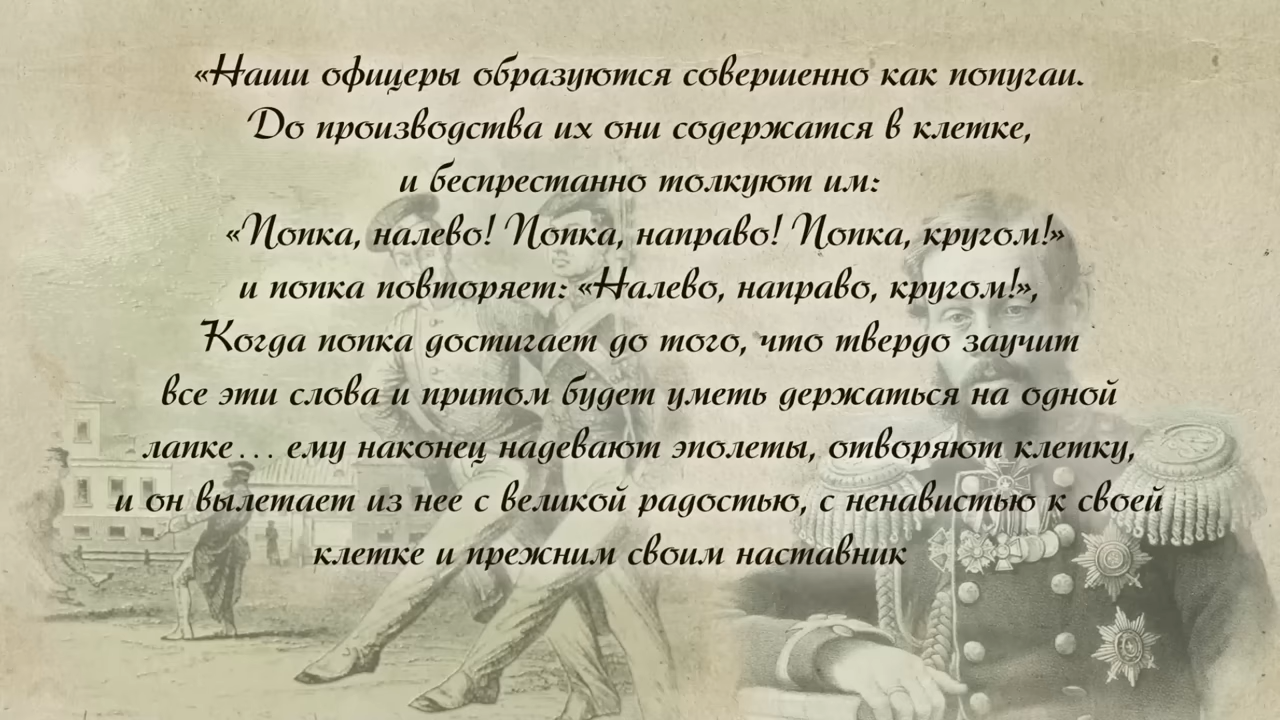 «Наши офицеры образуются совершенно как попугаи.
До производства их они содержатся в клетке,
и беспрестанно толкуют им:
«Попка, налево! Попка, направо! Попка, кругом!»
и попка повторяет: «Налево, направо, кругом!»,
Когда попка достигает до того, что твердо заучит
все эти слова и притом будет уметь держаться на одной
лапке... ему наконец надевают эполеты, отворяют клетку,
и он вылетает из нее с великой радостью, с ненавистью к своей
клетке и прежним своим наставник